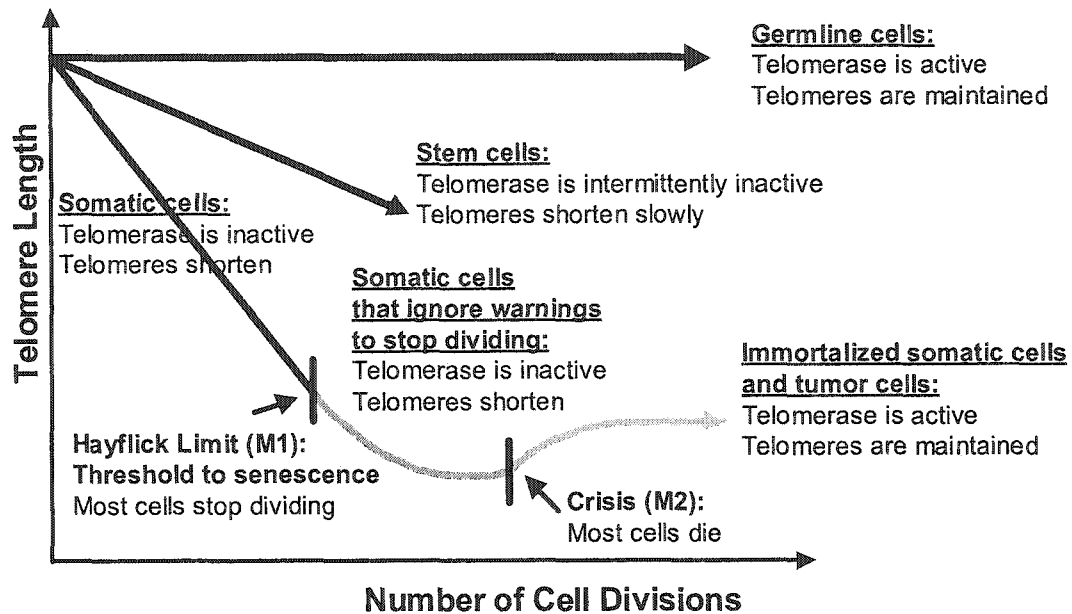 Germline cells:
Telomerase is active
Telomeres are maintained
Stem cells:
Telomerase is intermittently inactive
Telomeres shorten slowly
Somatic cells:
Telomerase is inactive
Telomeres shorten
Somatic cells
that ignore warnings
to stop dividing:
Telomerase is inactive
Telomeres shorten
Immortalized somatic cells
and tumor cells:
Telomerase is active
Telomeres are maintained
Hayflick Limit (M1):
Threshold to senescence
Most cells stop dividing
Crisis (M2):
Most cells die
Telomere Length
Number of Cell Divisions